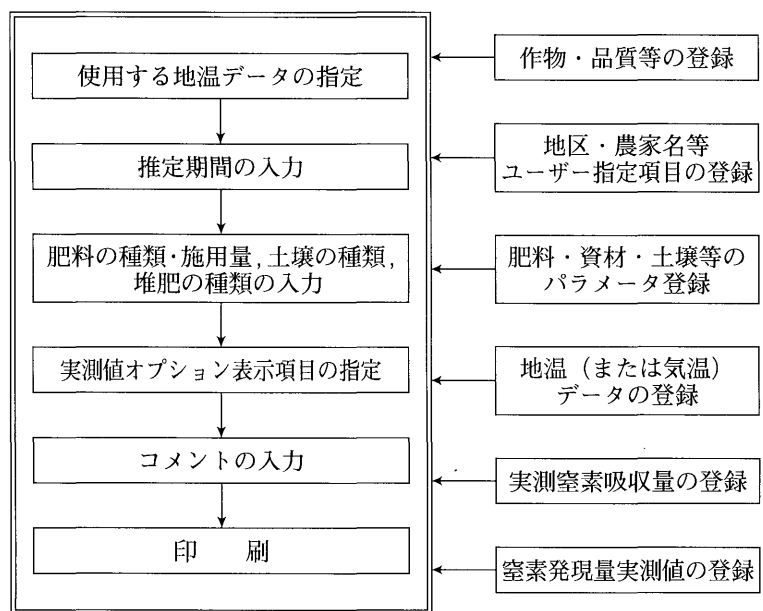 使用する地温データの指定
推定期間の入力
肥料の種類・施用量,土壌の種類,
堆肥の種類の入力
実測値オプション表示項目の指定
コメントの入力
印　刷
作物・品質等の登録
地区・農家名等
ユーザー指定項目の登録
肥料・資材・土壌等の
パラメータ登録
地温（または気温）
データの登録
実測窒素吸収量の登録
窒素発現量実測値の登録